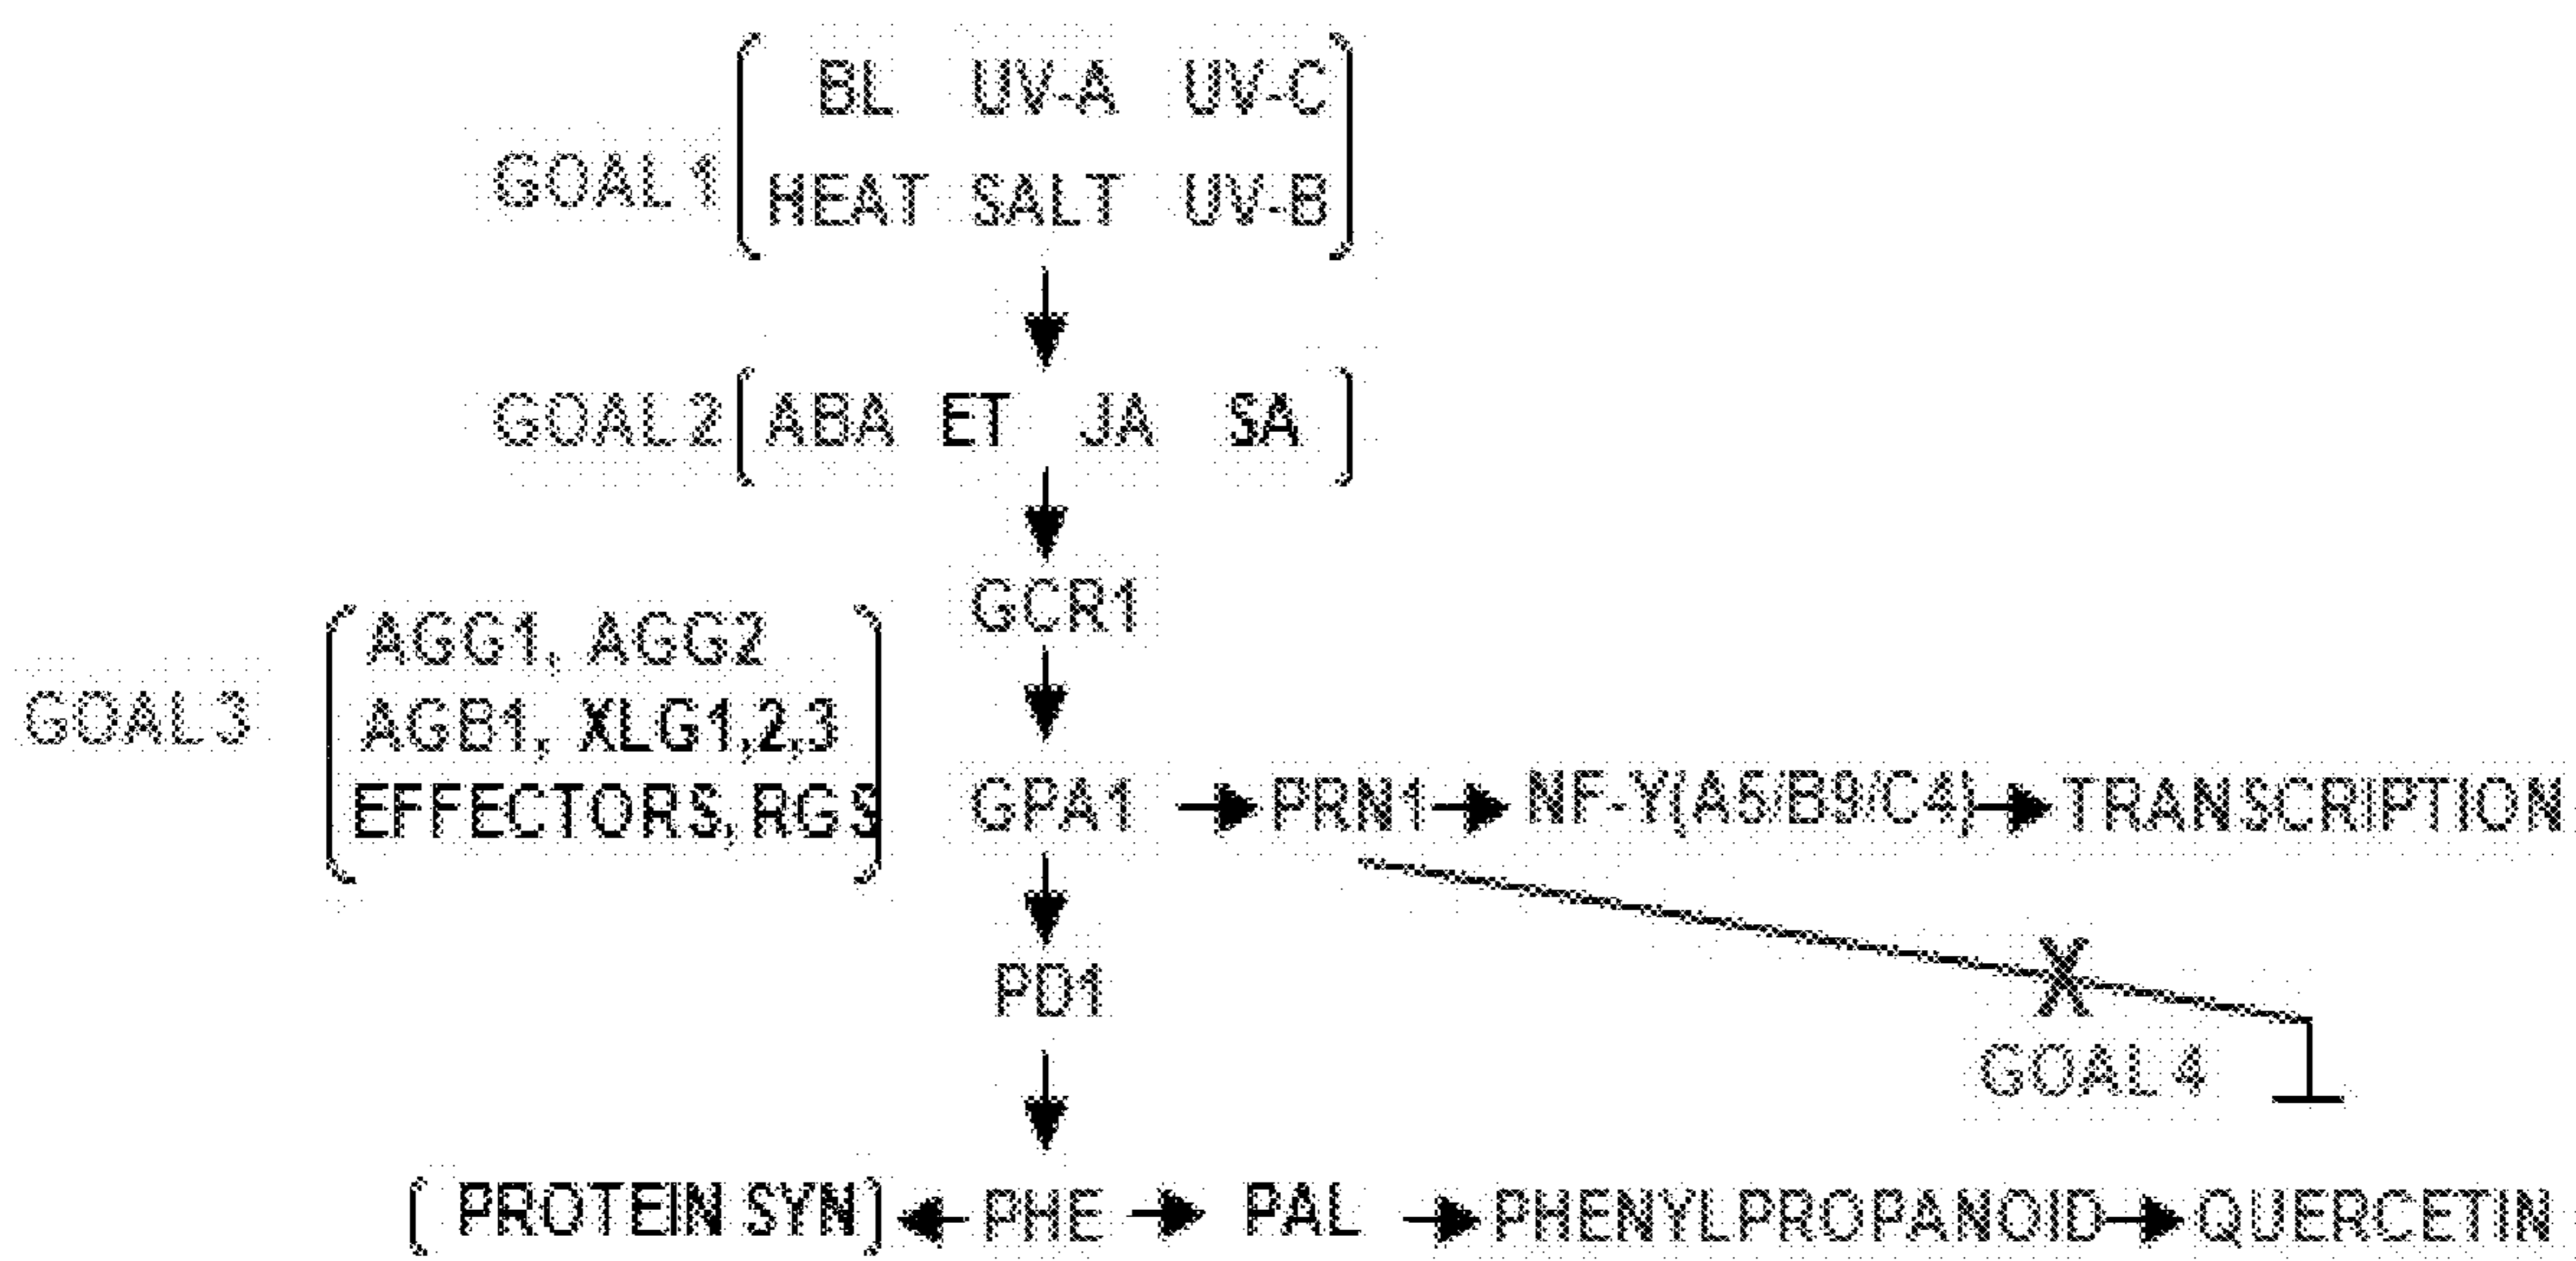 BL UV-A UV-C
GOAL 1
HEAT SALT UV-B
GOAL 2 ABA ET JA SA
GCR1
AGG1, AGG2
GOAL 3
AGB1, XLG1,2,3
EFFECTORS, RGS
GPA1 PRN1 NF-Y(A5/B9/C4) TRANSCRIPTION
X
PD1
GOAL 4
PROTEIN SYN PHE PAL PHENYLPROPANOID QUERCETIN